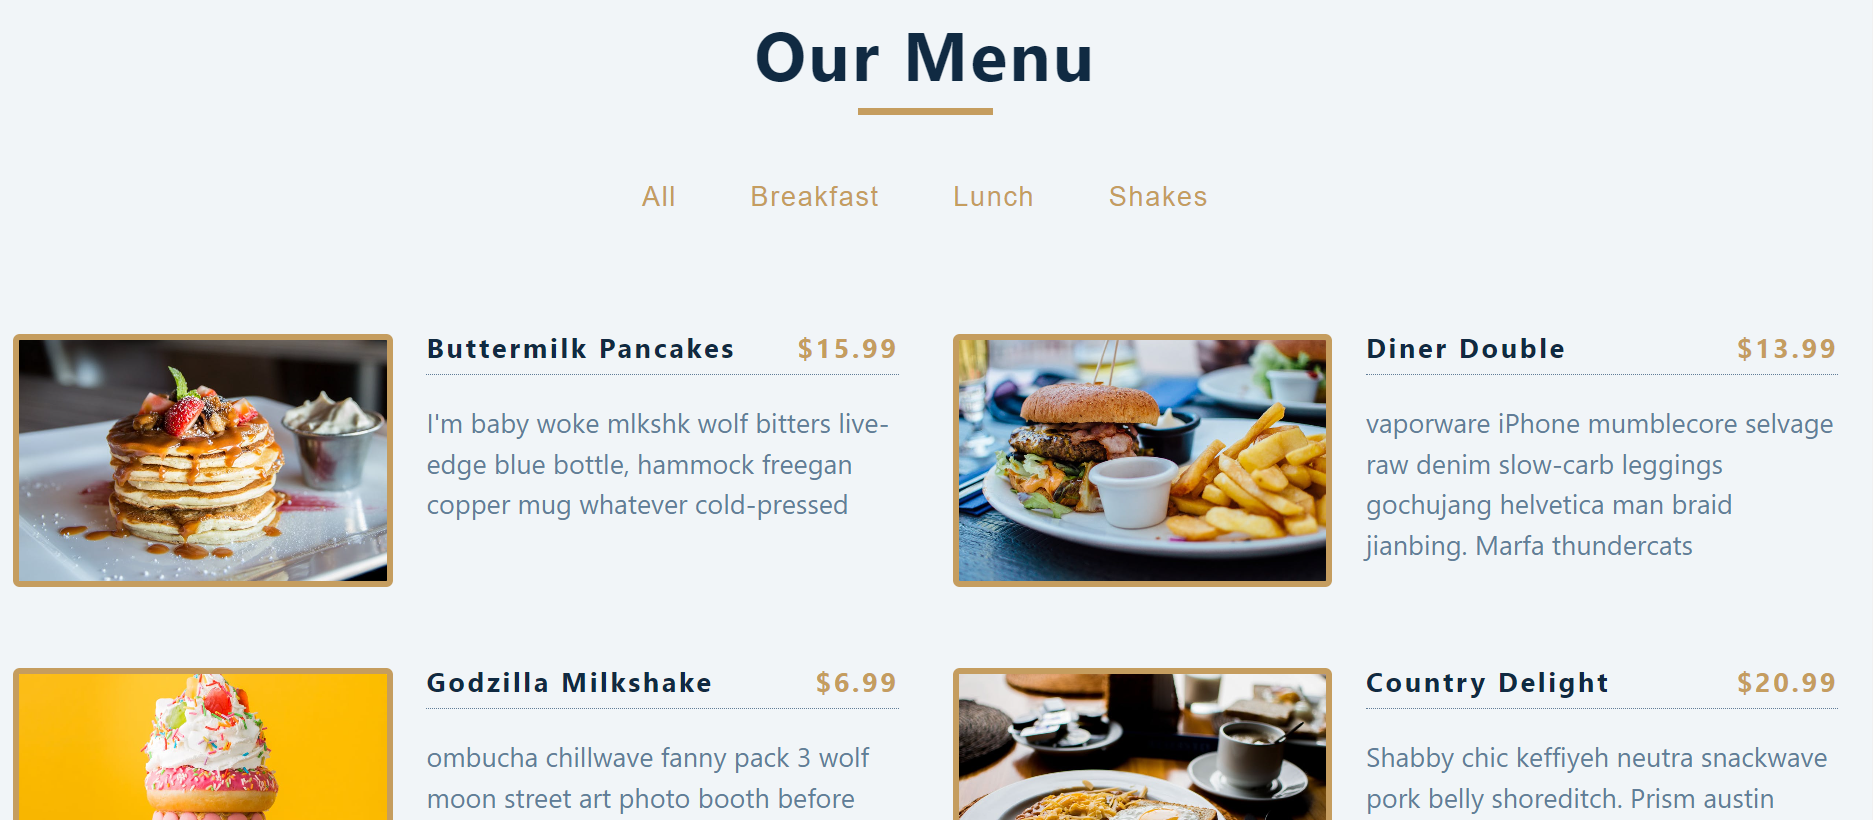 Our Menu
All Breakfast Lunch Shakes
Buttermilk Pancakes $15.99
I'm baby woke mlkshk wolf bitters live-
edge blue bottle, hammock freegan
copper mug whatever cold-pressed
Diner Double $13.99
vaporware iPhone mumblecore selvage
raw denim slow-carb leggings
gochujang helvetica man braid
jianbing. Marfa thundercats
Godzilla Milkshake $6.99
ombucha chillwave fanny pack 3 wolf
moon street art photo booth before
Country Delight $20.99
Shabby chic keffiyeh neutra snackwave
pork belly shoreditch. Prism austin